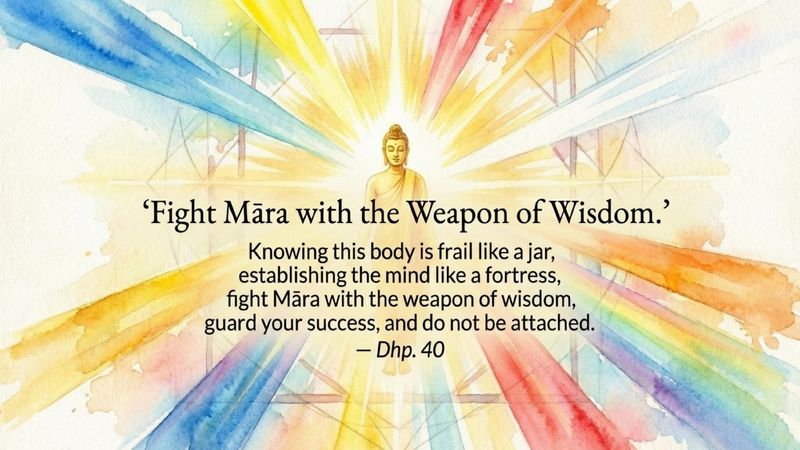 ‘Fight Māra with the Weapon of Wisdom.’
Knowing this body is frail like a jar,
establishing the mind like a fortress,
fight Māra with the weapon of wisdom,
guard your success, and do not be attached.
— Dhp. 40